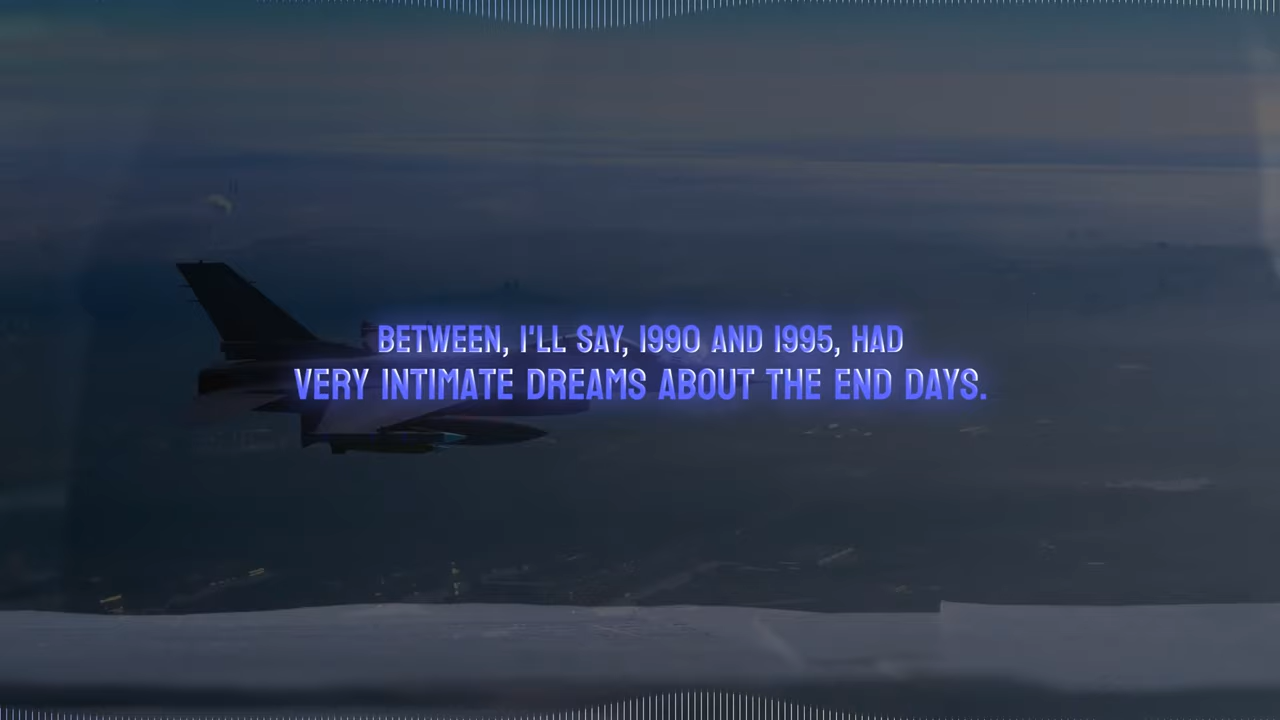 BETWEEN, I'LL SAY, 1990 AND 1995, HAD
VERY INTIMATE DREAMS ABOUT THE END DAYS.